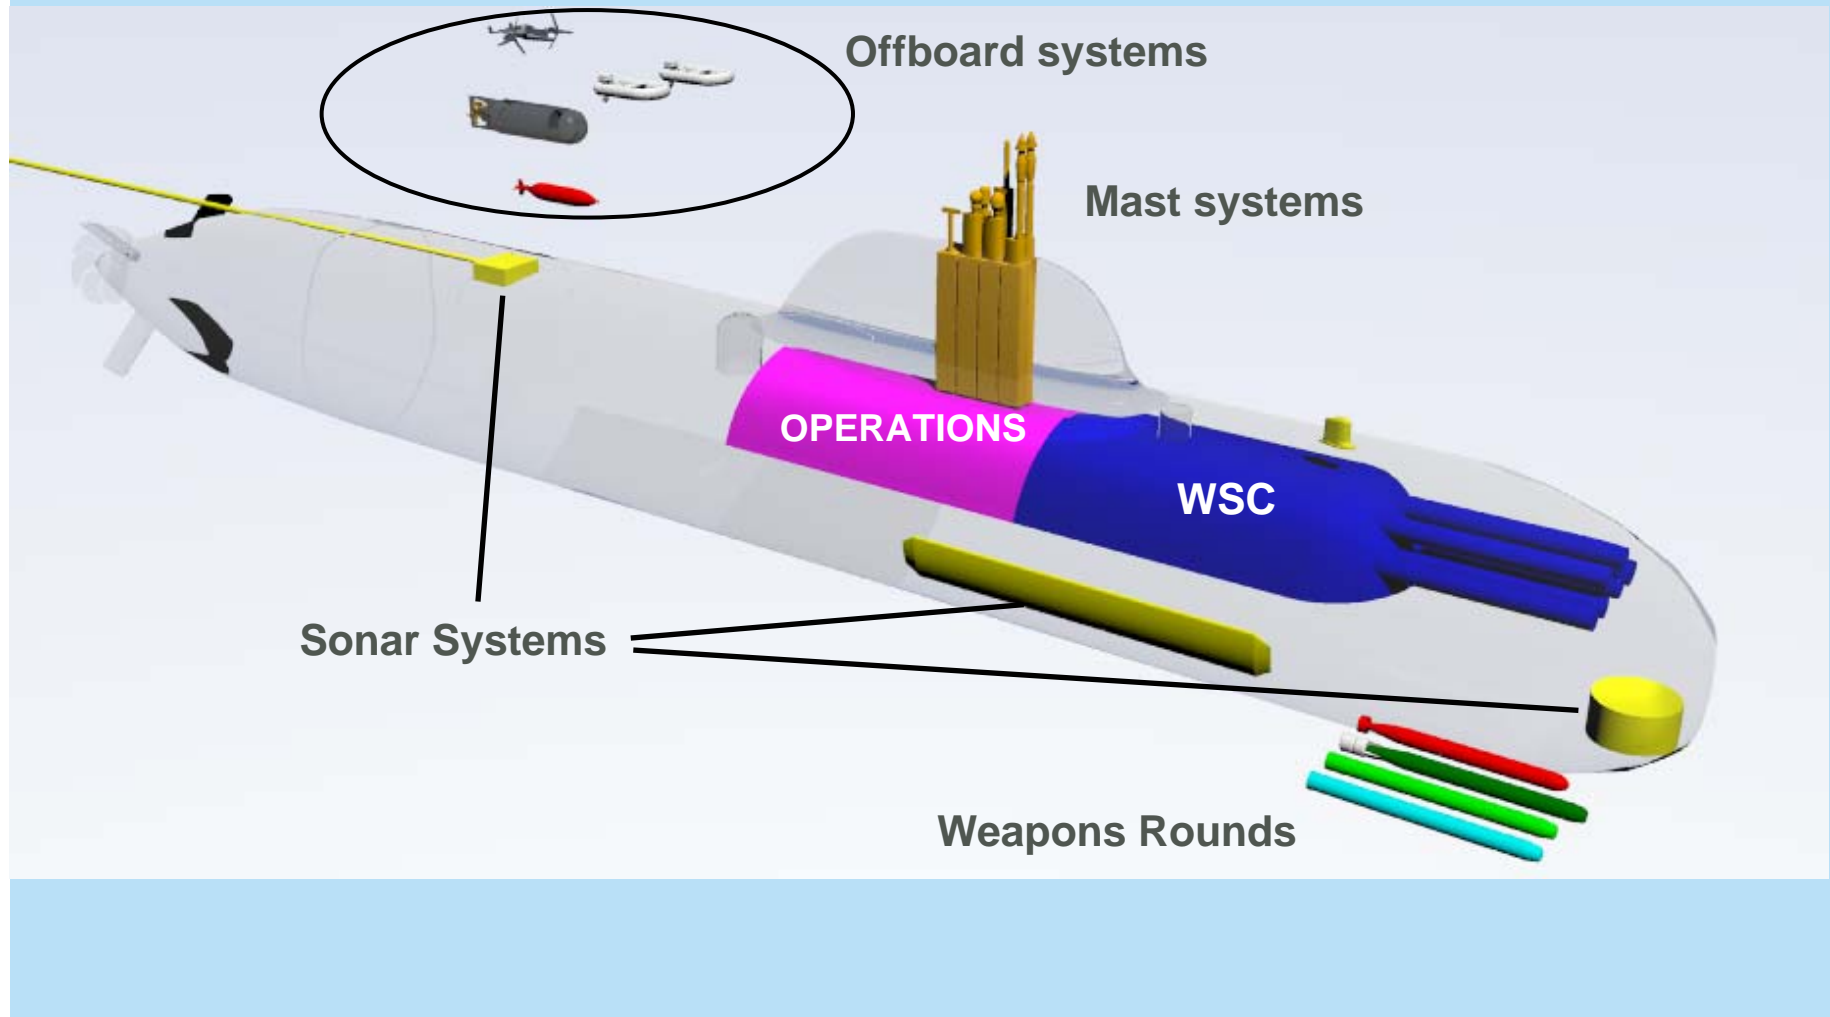 Offboard systems
Mast systems
OPERATIONS
WSC
Sonar Systems
Weapons Rounds